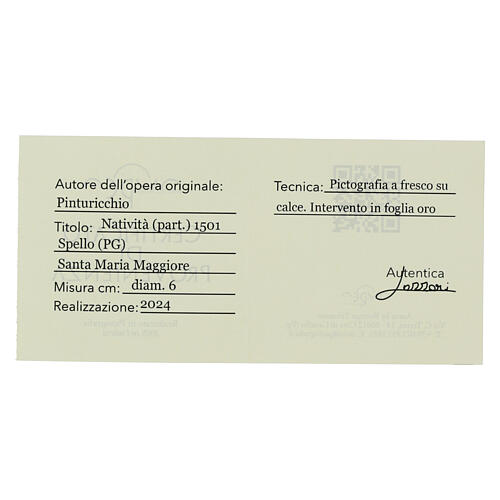 Autore dell'opera originale:
Pinturicchio
Titolo: Natività (part.) 1501
Spello (PG)
Santa Maria Maggiore
Misura cm: diam. 6
Realizzazione: 2024
Tecnica: Pictografia a fresco su
calce. Intervento in foglia oro
Autentica